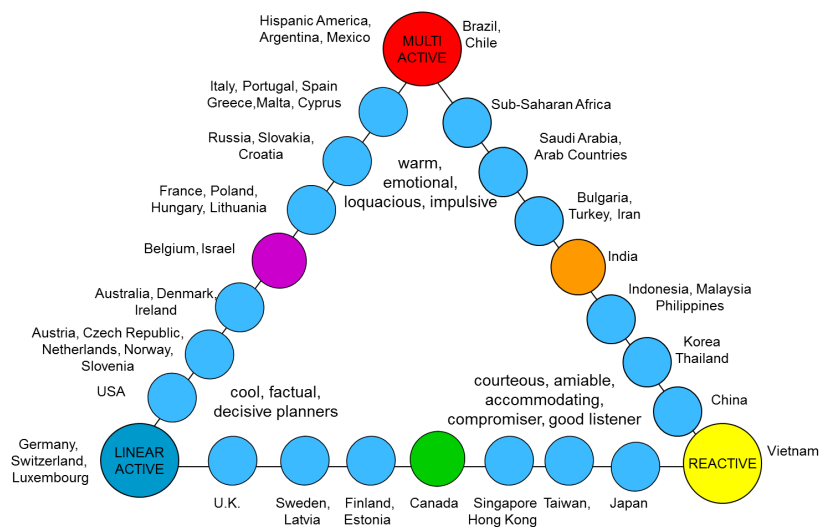 Hispanic America,
Argentina, Mexico
MULTI
ACTIVE
Brazil,
Chile
Italy, Portugal, Spain
Greece,Malta, Cyprus
Sub-Saharan Africa
Russia, Slovakia,
Croatia
Saudi Arabia,
Arab Countries
warm,
emotional,
loquacious, impulsive
France, Poland,
Hungary, Lithuania
Bulgaria,
Turkey, Iran
Belgium, Israel
India
Australia, Denmark,
Ireland
Indonesia, Malaysia
Philippines
Austria, Czech Republic,
Netherlands, Norway,
Slovenia
Korea
Thailand
USA
cool, factual,
decisive planners
courteous, amiable,
accommodating,
compromiser, good listener
China
Germany,
Switzerland,
Luxembourg
LINEAR
ACTIVE
REACTIVE
Vietnam
U.K.
Sweden,
Latvia
Finland,
Estonia
Canada
Singapore
Hong Kong
Taiwan,
Japan